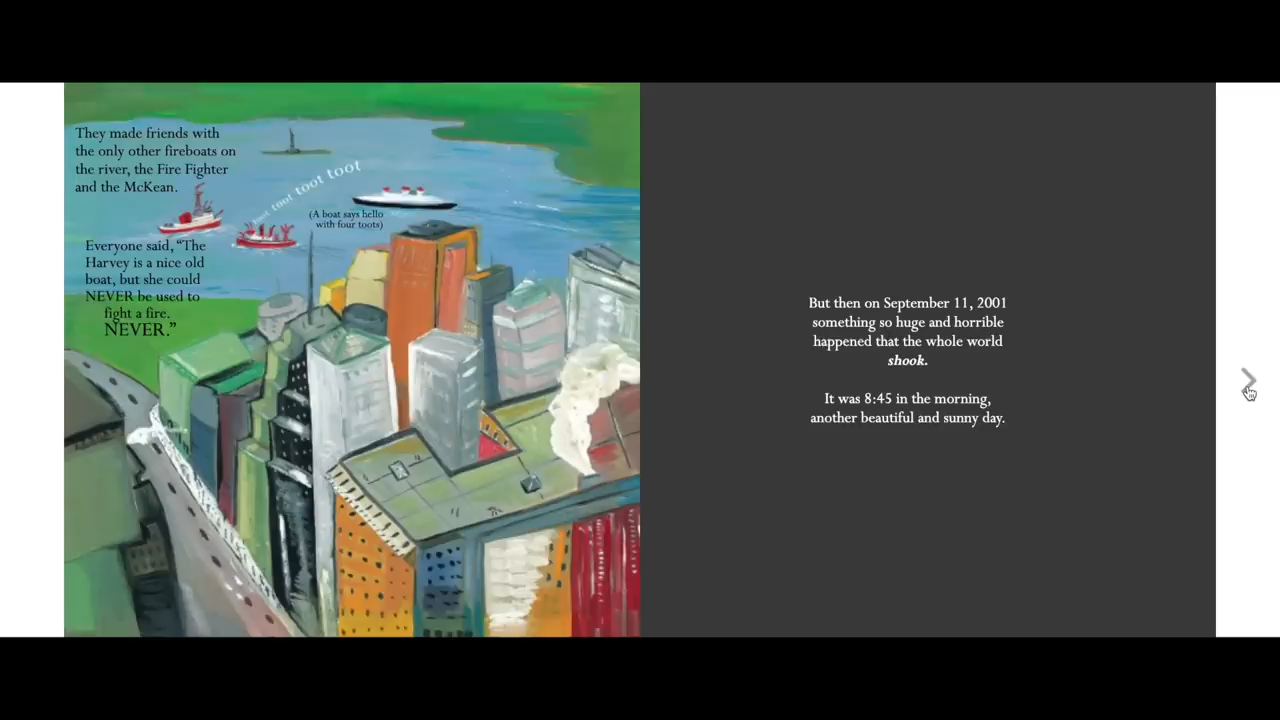 They made friends with
the only other fireboats on
the river, the Fire Fighter
and the McKean.
toot toot toot toot
(A boat says hello
with four toots)
Everyone said, “The
Harvey is a nice old
boat, but she could
NEVER be used to
fight a fire.
NEVER.”
But then on September 11, 2001
something so huge and horrible
happened that the whole world
shook.
It was 8:45 in the morning,
another beautiful and sunny day.